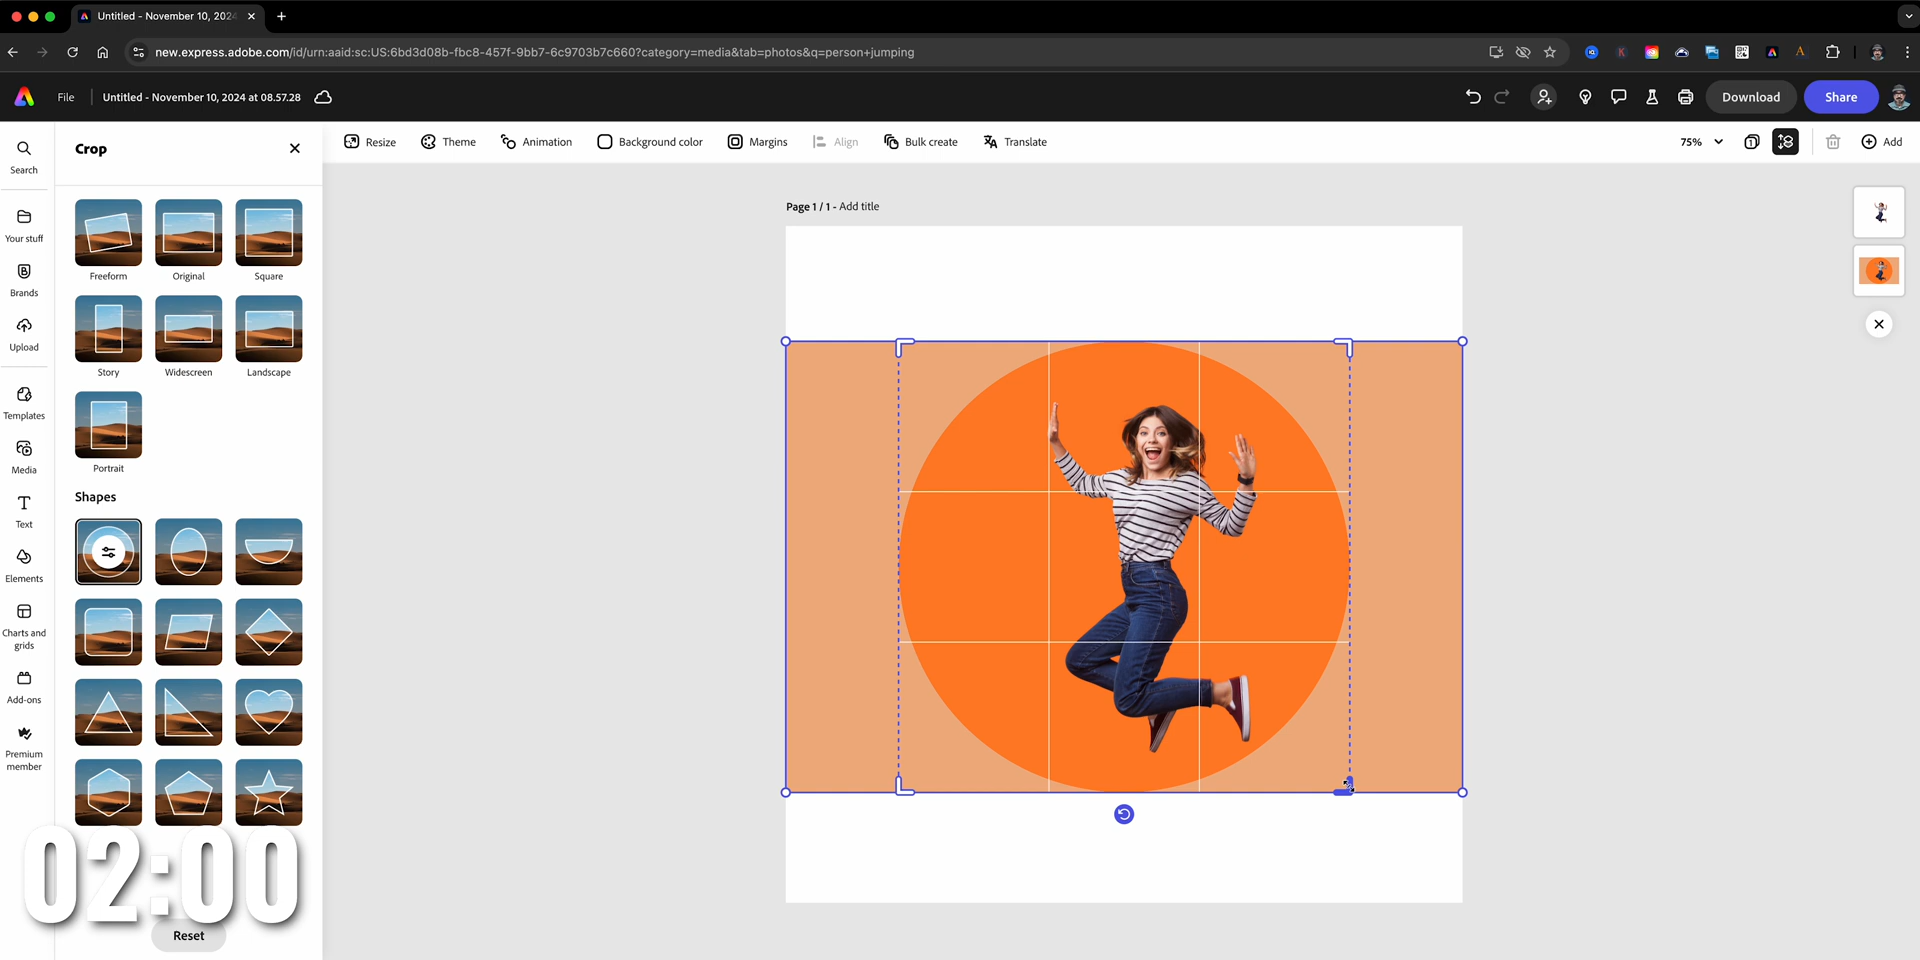 Untitled - November 10, 202
new.express.adobe.com/id/urn:aaid:sc:US:6bd3d08b-fbc8-457f-9bb7-6c9703b7c660?category=media&tab=photos&q=person+jumping
File
Untitled - November 10, 2024 at 08.57.28
Download
Share
Search
Your stuff
Brands
Upload
Templates
Media
Text
Elements
Charts and
grids
Add-ons
Premium
member
Crop
Freeform
Original
Square
Story
Widescreen
Landscape
Portrait
Shapes
02:00
Reset
Resize
Theme
Animation
Background color
Margins
Align
Bulk create
Translate
75%
Add
Page 1 / 1 - Add title